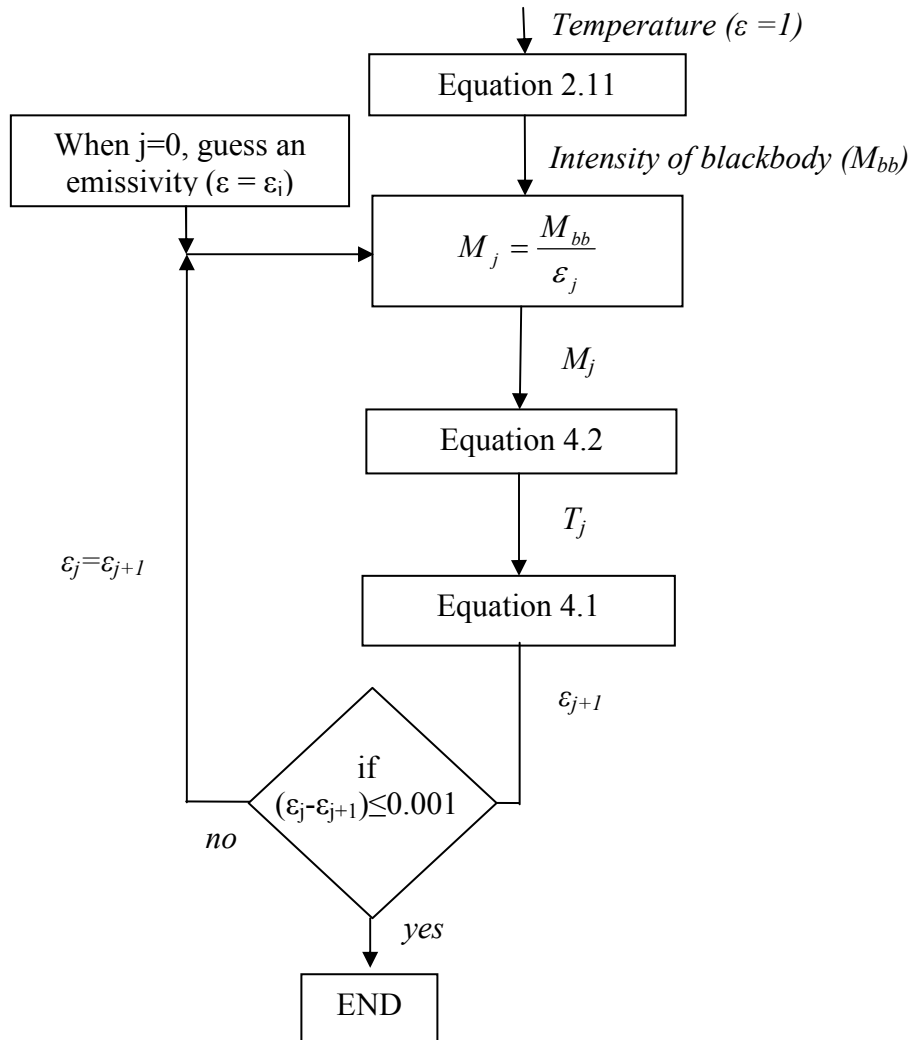 Temperature (ε =1)
Equation 2.11
When j=0, guess an
emissivity (ε = εj)
Intensity of blackbody (Mbb)
Mj = Mbb / εj
Mj
Equation 4.2
Tj
εj=εj+1
Equation 4.1
εj+1
if
(εj-εj+1)≤0.001
no
yes
END